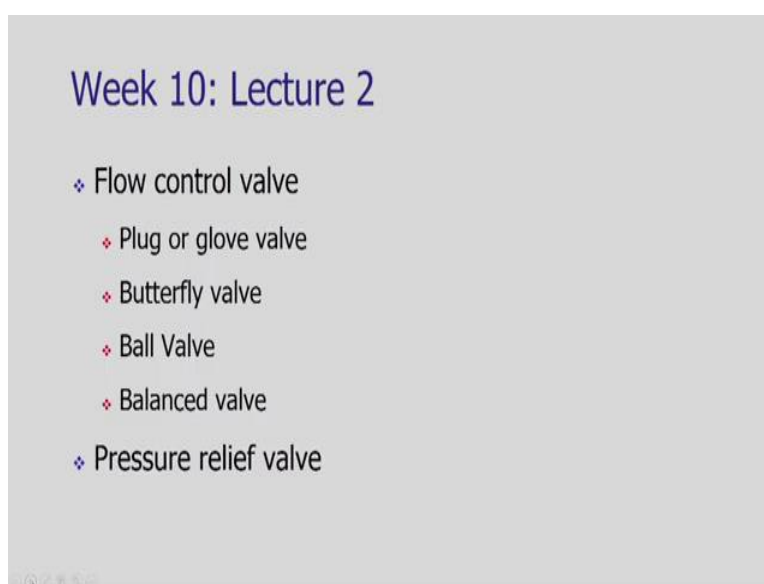 Week 10: Lecture 2
Flow control valve
Plug or glove valve
Butterfly valve
Ball Valve
Balanced valve
Pressure relief valve